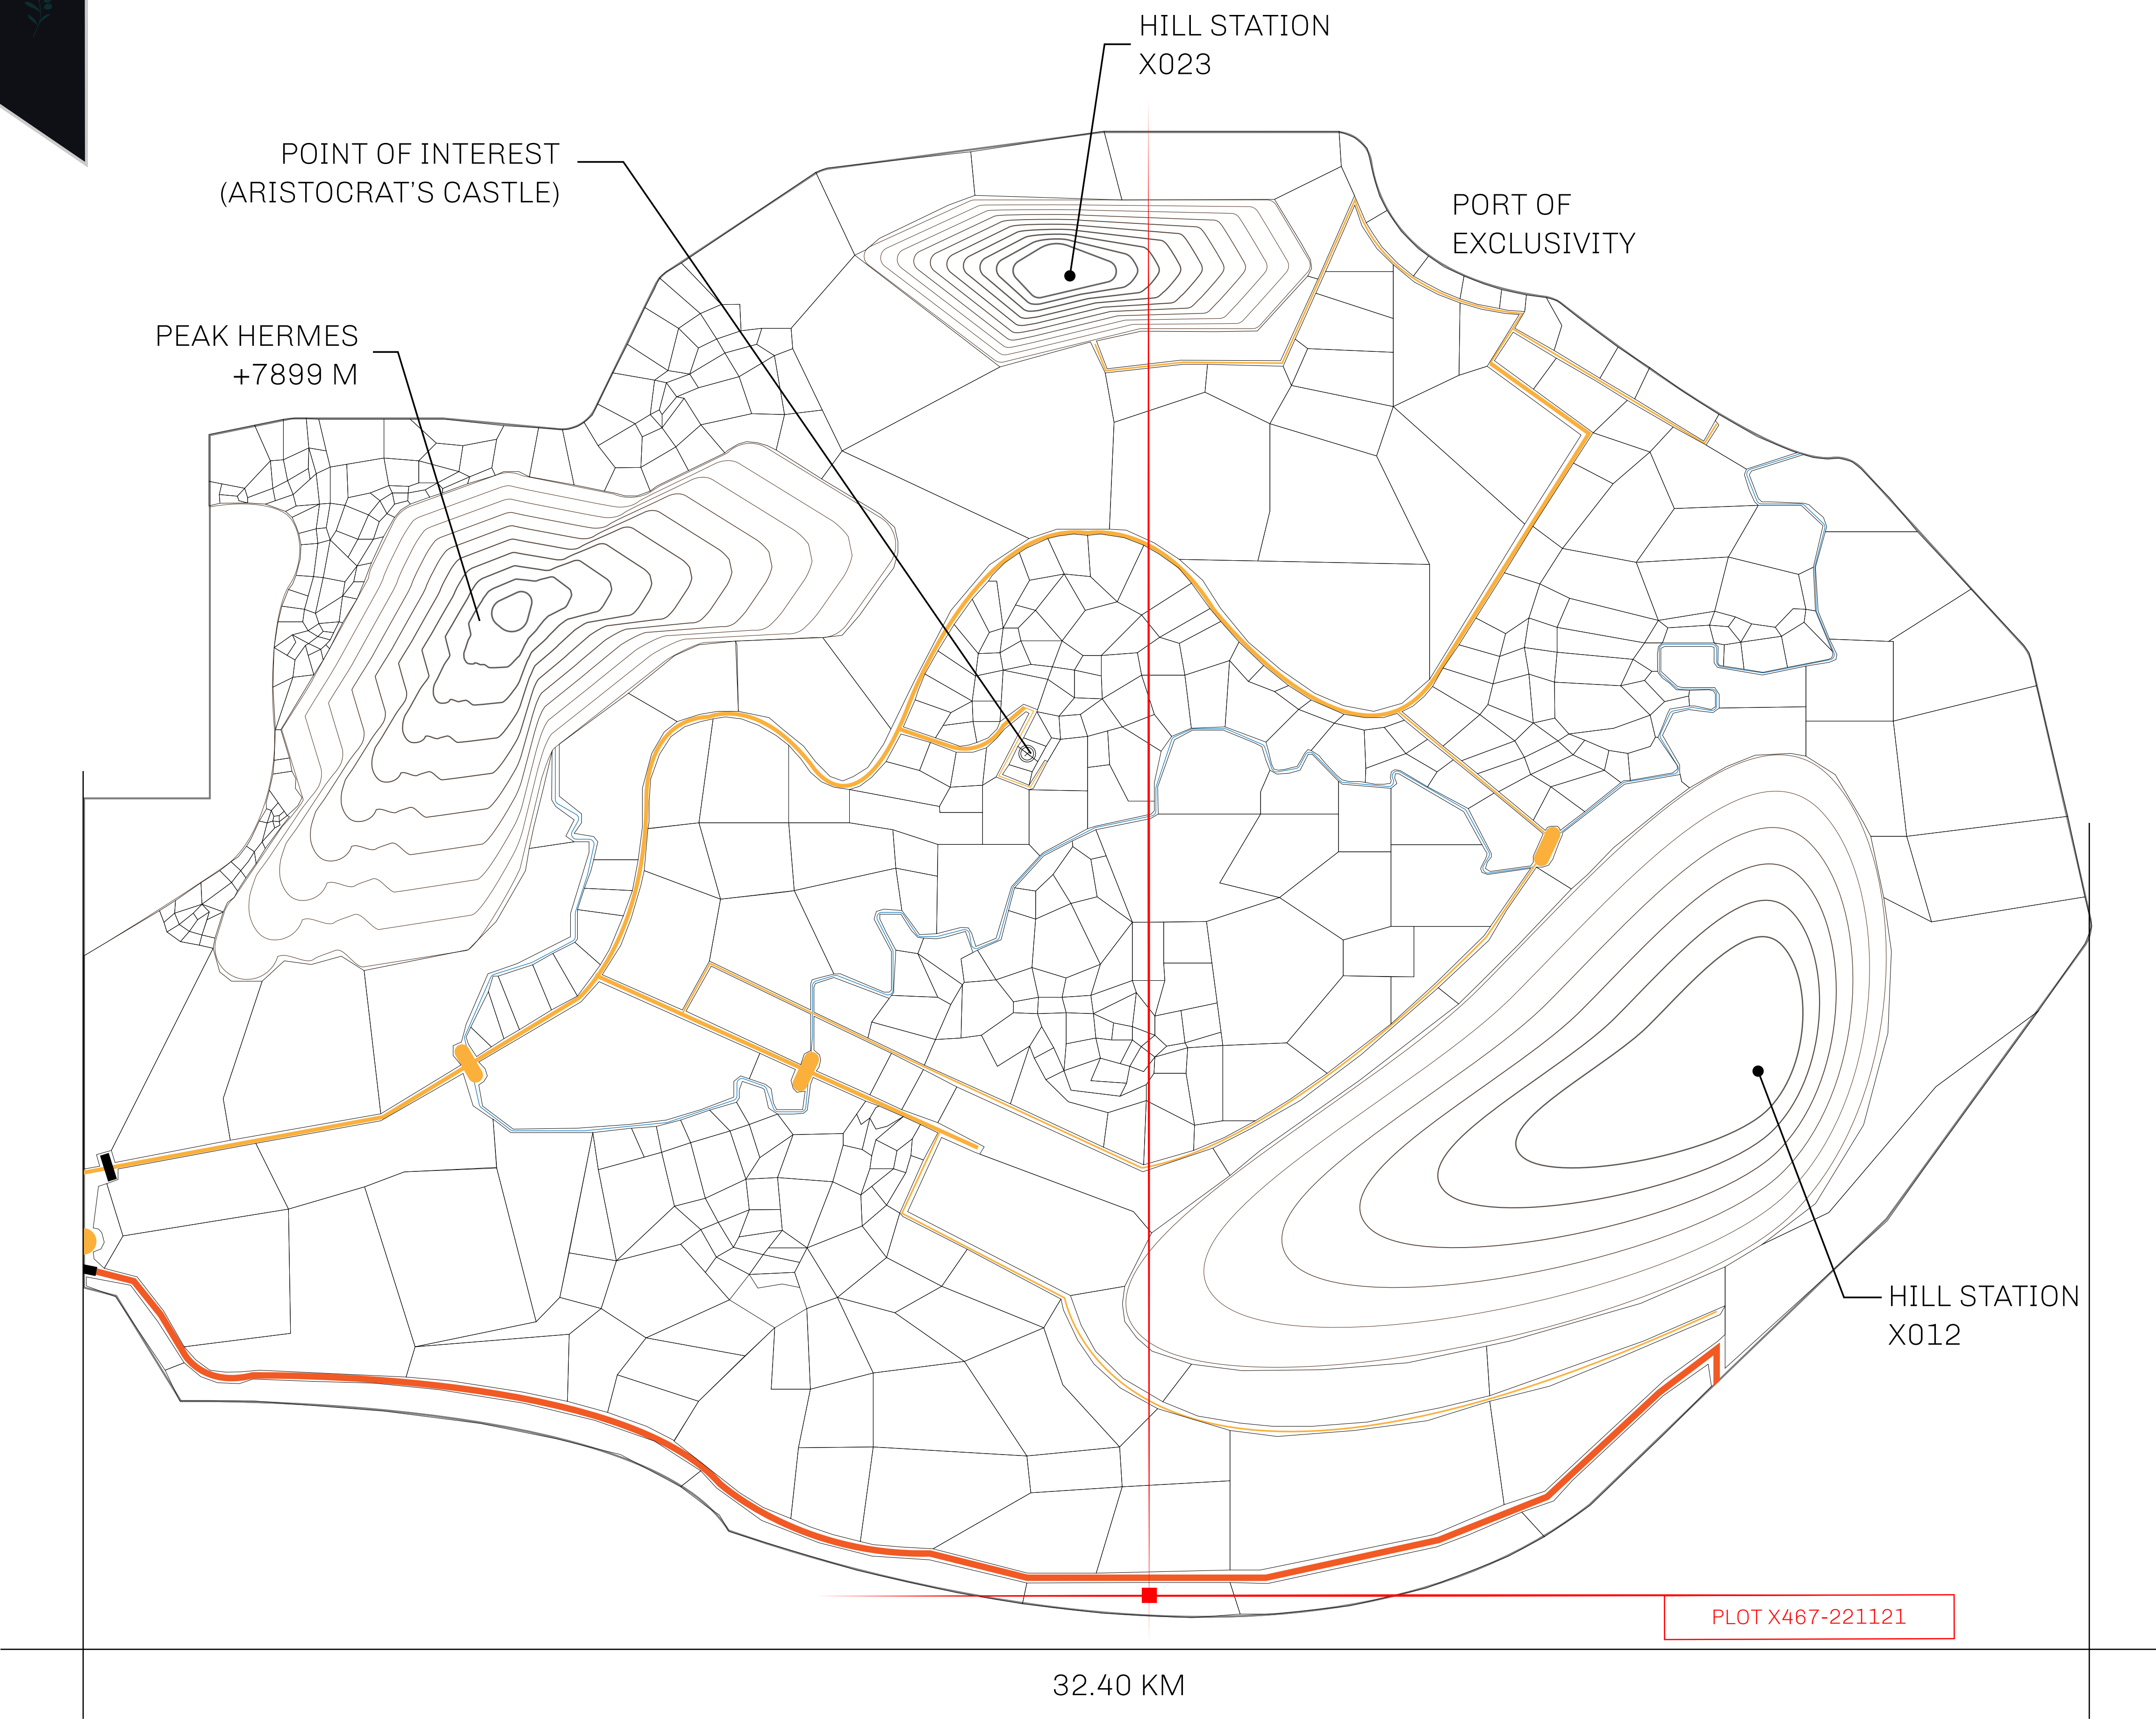 HILL STATION
X023
POINT OF INTEREST
(ARISTOCRAT'S CASTLE)
PORT OF
EXCLUSIVITY
PEAK HERMES
+7899 M
HILL STATION
X012
PLOT X467-221121
32.40 KM